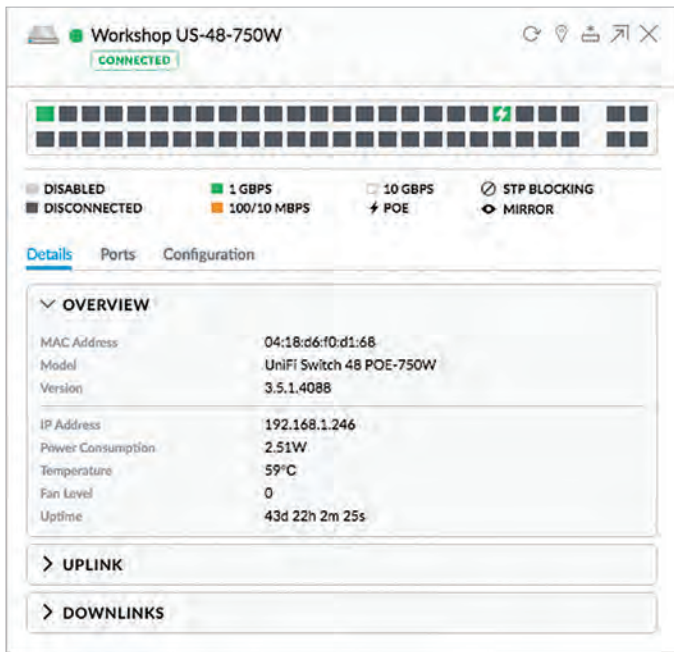 Workshop US-48-750W
CONNECTED
DISABLED 1 GBPS 10 GBPS STP BLOCKING
DISCONNECTED 100/10 MBPS POE MIRROR
Details Ports Configuration
OVERVIEW
MAC Address 04:18:d6:f0:d1:68
Model UniFi Switch 48 POE-750W
Version 3.5.1.4088
IP Address 192.168.1.246
Power Consumption 2.51W
Temperature 59°C
Fan Level 0
Uptime 43d 22h 2m 25s
UPLINK
DOWNLINKS